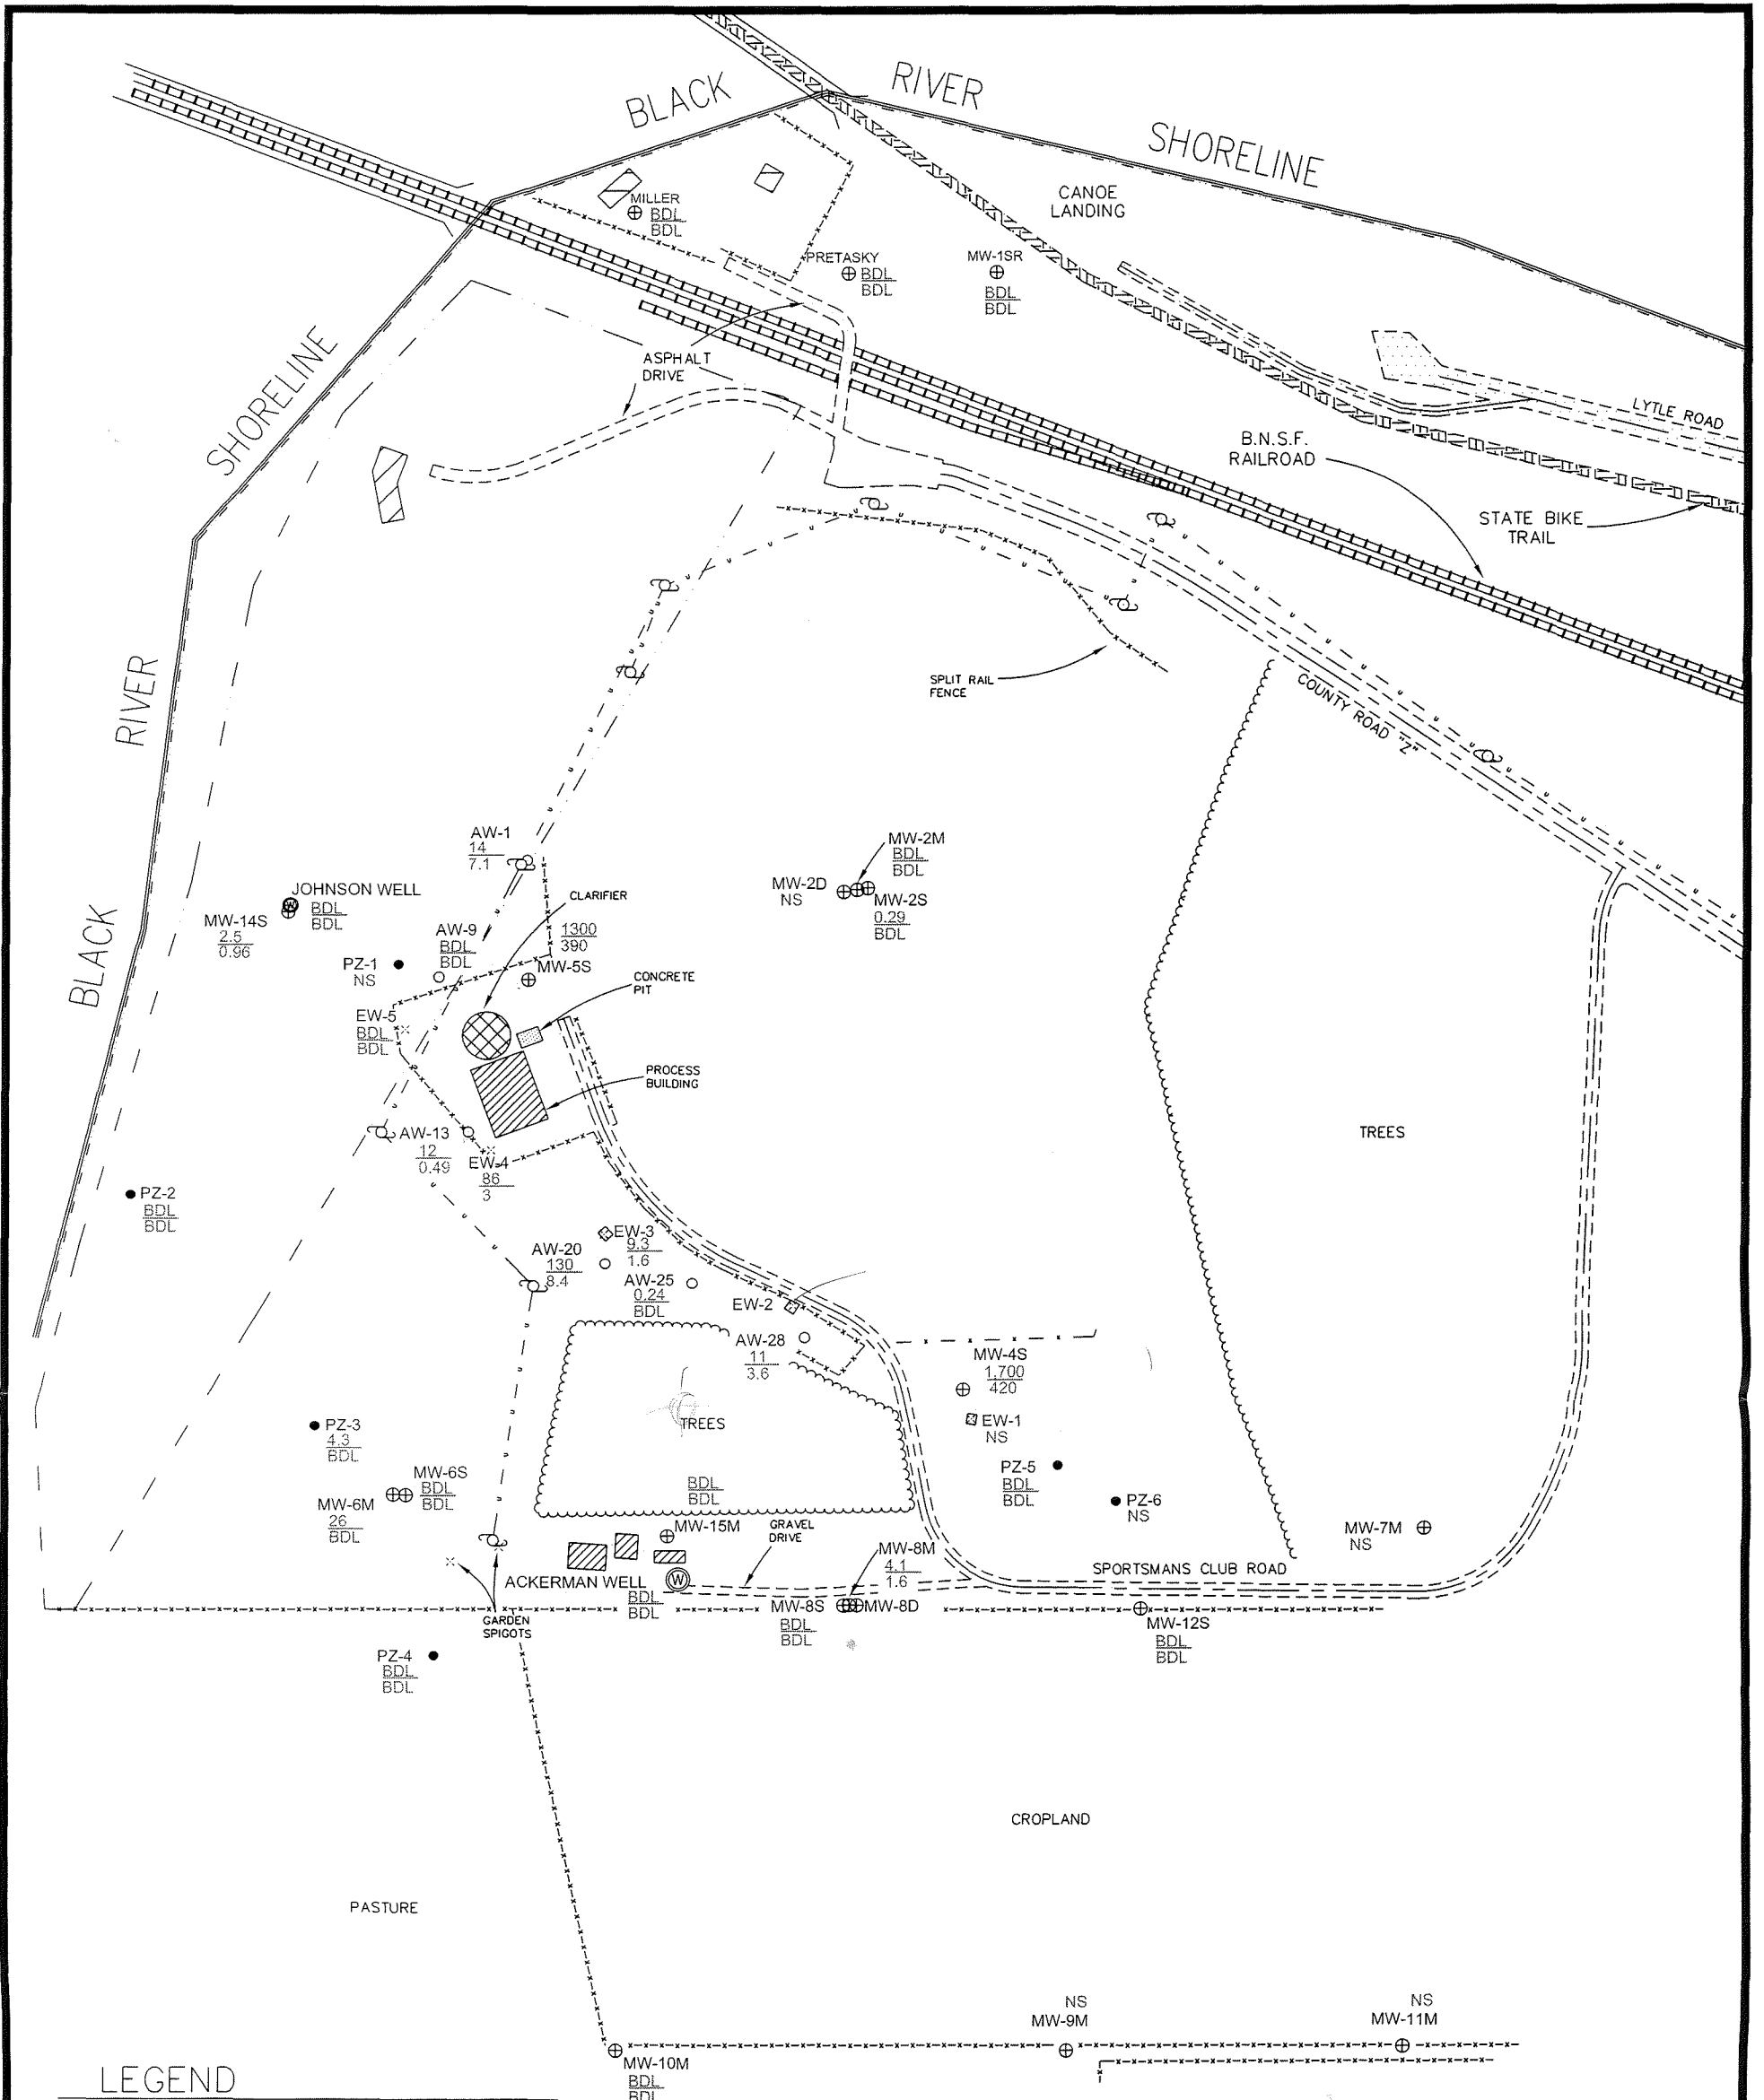 BLACK
RIVER
SHORELINE
CANOE
LANDING
MILLER
BDL
BDL
PRETASKY
BDL
BDL
MW-1SR
BDL
BDL
SHORELINE
ASPHALT
DRIVE
LYTLE ROAD
B.N.S.F.
RAILROAD
STATE BIKE
TRAIL
RIVER
SPLIT RAIL
FENCE
COUNTY ROAD "Z"
BLACK
AW-1
14
7.1
MW-2M
BDL
BDL
MW-2D
NS
MW-2S
0.29
BDL
JOHNSON WELL
BDL
BDL
MW-14S
2.5
0.96
CLARIFIER
AW-9
BDL
BDL
1300
390
MW-5S
PZ-1
NS
CONCRETE
PIT
EW-5
BDL
BDL
PROCESS
BUILDING
AW-13
12
0.49
EW-4
86
3
TREES
PZ-2
BDL
BDL
EW-3
9.3
1.6
AW-20
130
8.4
AW-25
0.24
BDL
EW-2
AW-28
11
3.6
MW-4S
1,700
420
EW-1
NS
PZ-3
4.3
BDL
TREES
BDL
BDL
PZ-5
BDL
BDL
PZ-6
NS
MW-6S
BDL
BDL
MW-6M
26
BDL
MW-15M
GRAVEL
DRIVE
MW-7M
NS
MW-8M
4.1
1.6
SPORTSMANS CLUB ROAD
ACKERMAN WELL
W
BDL
BDL
MW-8S
BDL
BDL
MW-8D
MW-12S
BDL
BDL
GARDEN
SPIGOTS
PZ-4
BDL
BDL
CROPLAND
PASTURE
NS
MW-9M
NS
MW-11M
MW-10M
BDL
BDL
LEGEND